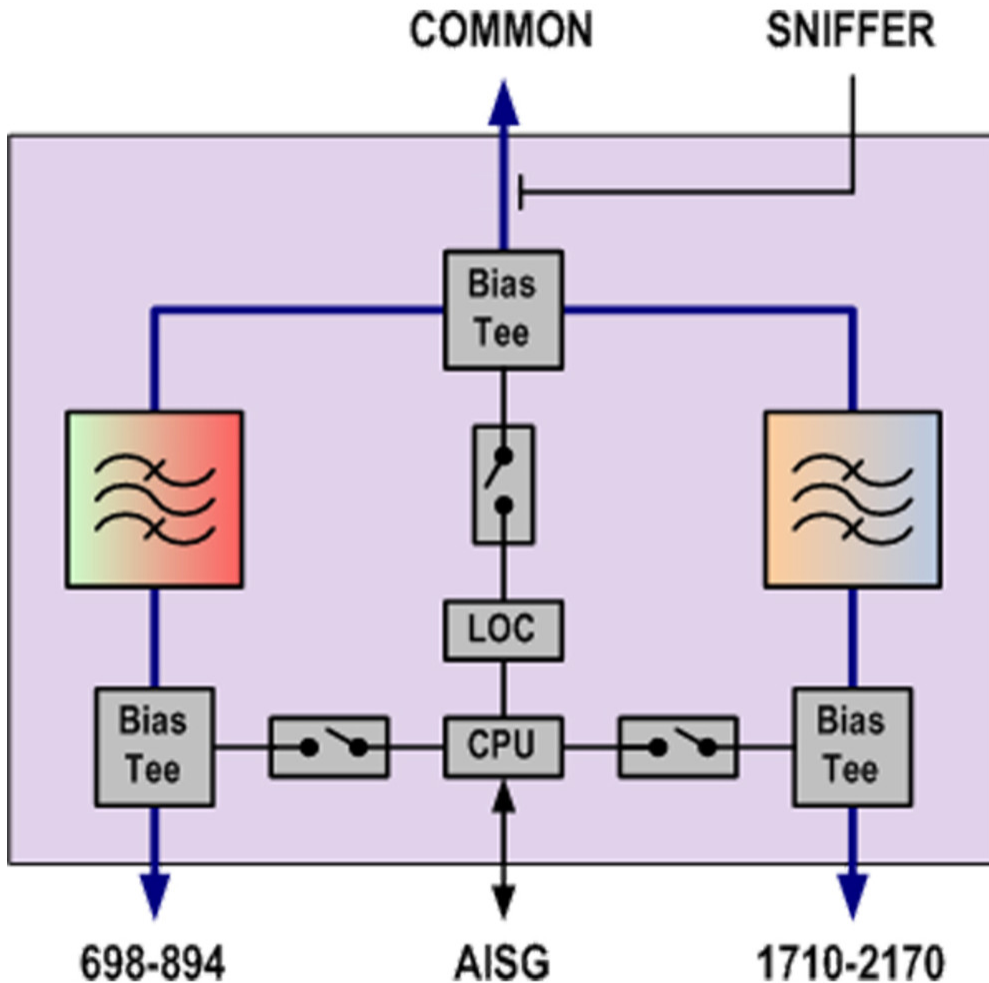 COMMON
SNIFFER
Bias
Tee
LOC
Bias
Tee
CPU
Bias
Tee
698-894
AISG
1710-2170